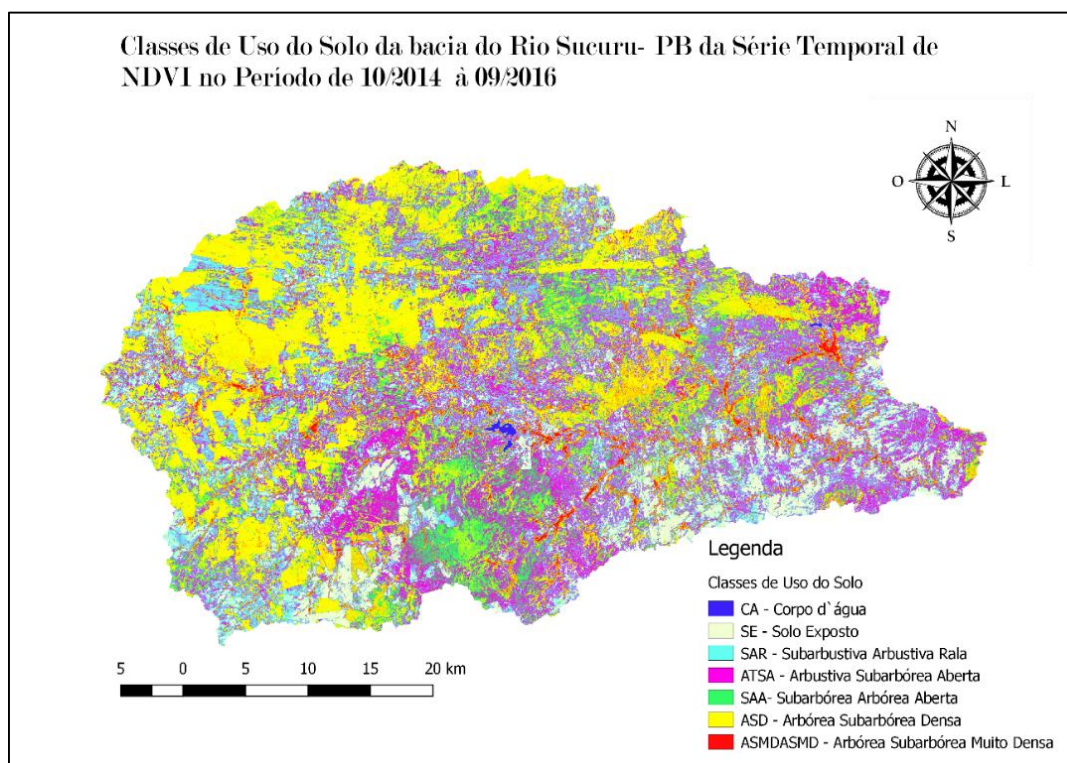 Classes de Uso do Solo da bacia do Rio Sucuru- PB da Série Temporal de
NDVI no Período de 10/2014 à 09/2016
N
O
L
S
Legenda
Classes de Uso do Solo
CA - Corpo d`água
SE - Solo Exposto
SAR - Subarbustiva Arbustiva Rala
ATSA - Arbustiva Subarbórea Aberta
SAA- Subarbórea Arbórea Aberta
ASD - Arbórea Subarbórea Densa
ASMDASMD - Arbórea Subarbórea Muito Densa
5 0 5 10 15 20 km